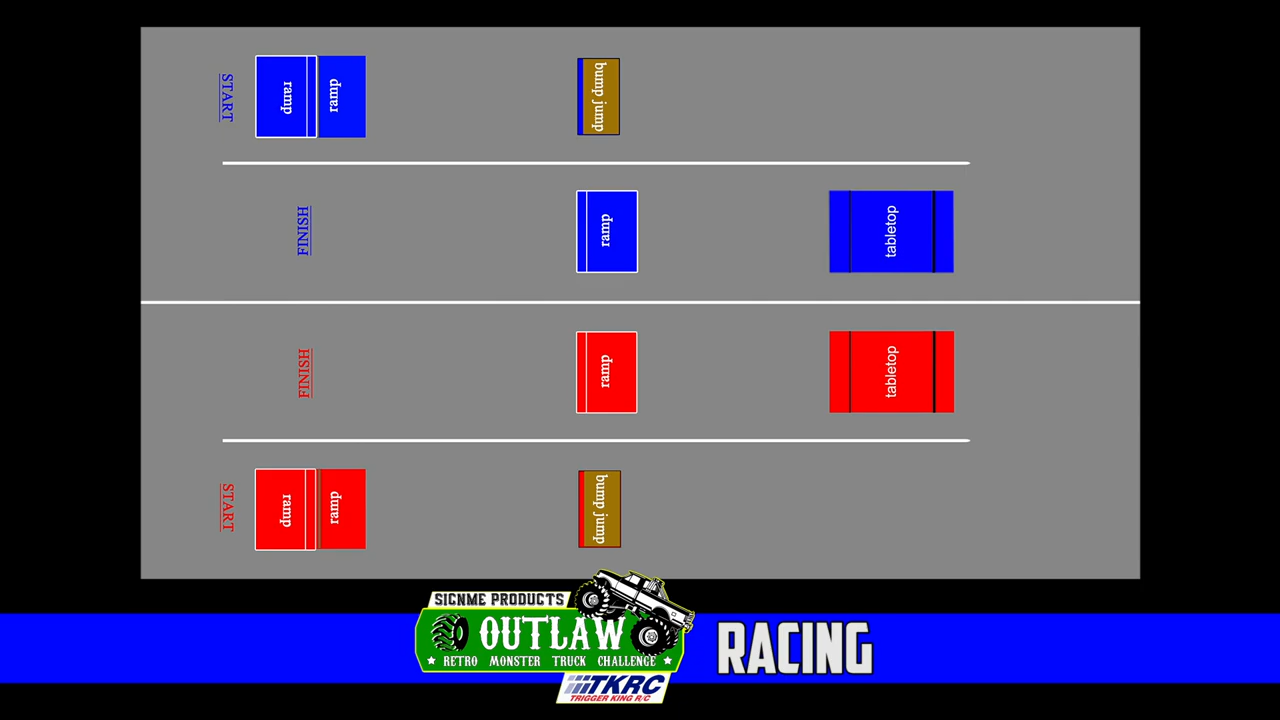 START
ramp
ramp
bump jump
FINISH
ramp
tabletop
FINISH
ramp
tabletop
START
ramp
ramp
bump jump
SICNME PRODUCTS
OUTLAW
RETRO MONSTER TRUCK CHALLENGE
TKRC
TRIGGER KING R/C
RACING